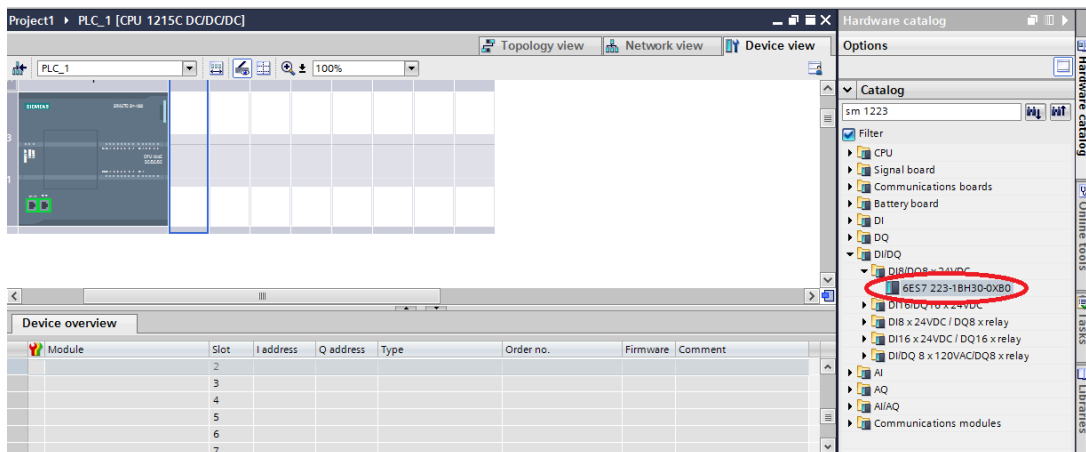 Project1 ▸ PLC_1 [CPU 1215C DC/DC/DC]
Topology view
Network view
Device view
PLC_1
100%
SIEMENS
3
1
Device overview
Module Slot I address Q address Type Order no. Firmware Comment
2
3
4
5
6
7
Hardware catalog
Options
Catalog
sm 1223
Filter
CPU
Signal board
Communications boards
Battery board
DI
DQ
DI/DQ
DI8/DQ8 x 24VDC
6ES7 223-1BH30-0XB0
DI16/DQ16 x 24VDC
DI8 x 24VDC / DQ8 x relay
DI16 x 24VDC / DQ16 x relay
DI/DQ 8 x 120VAC/DQ8 x relay
AI
AQ
AI/AQ
Communications modules
Hardware catalog
Online tools
Tasks
Libraries